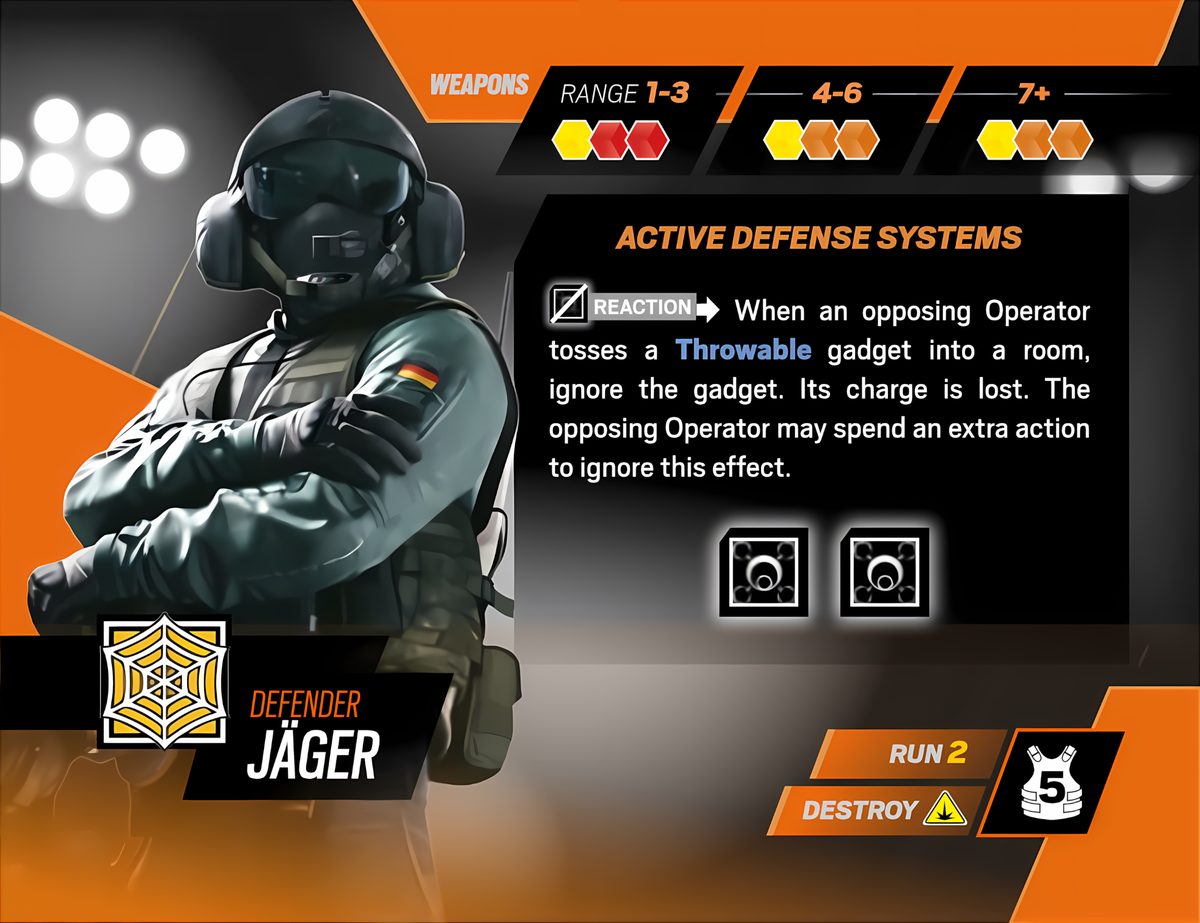 WEAPONS
RANGE 1-3
4-6
7+
ACTIVE DEFENSE SYSTEMS
REACTION When an opposing Operator
tosses a Throwable gadget into a room,
ignore the gadget. Its charge is lost. The
opposing Operator may spend an extra action
to ignore this effect.
DEFENDER
JÄGER
RUN 2
DESTROY
5